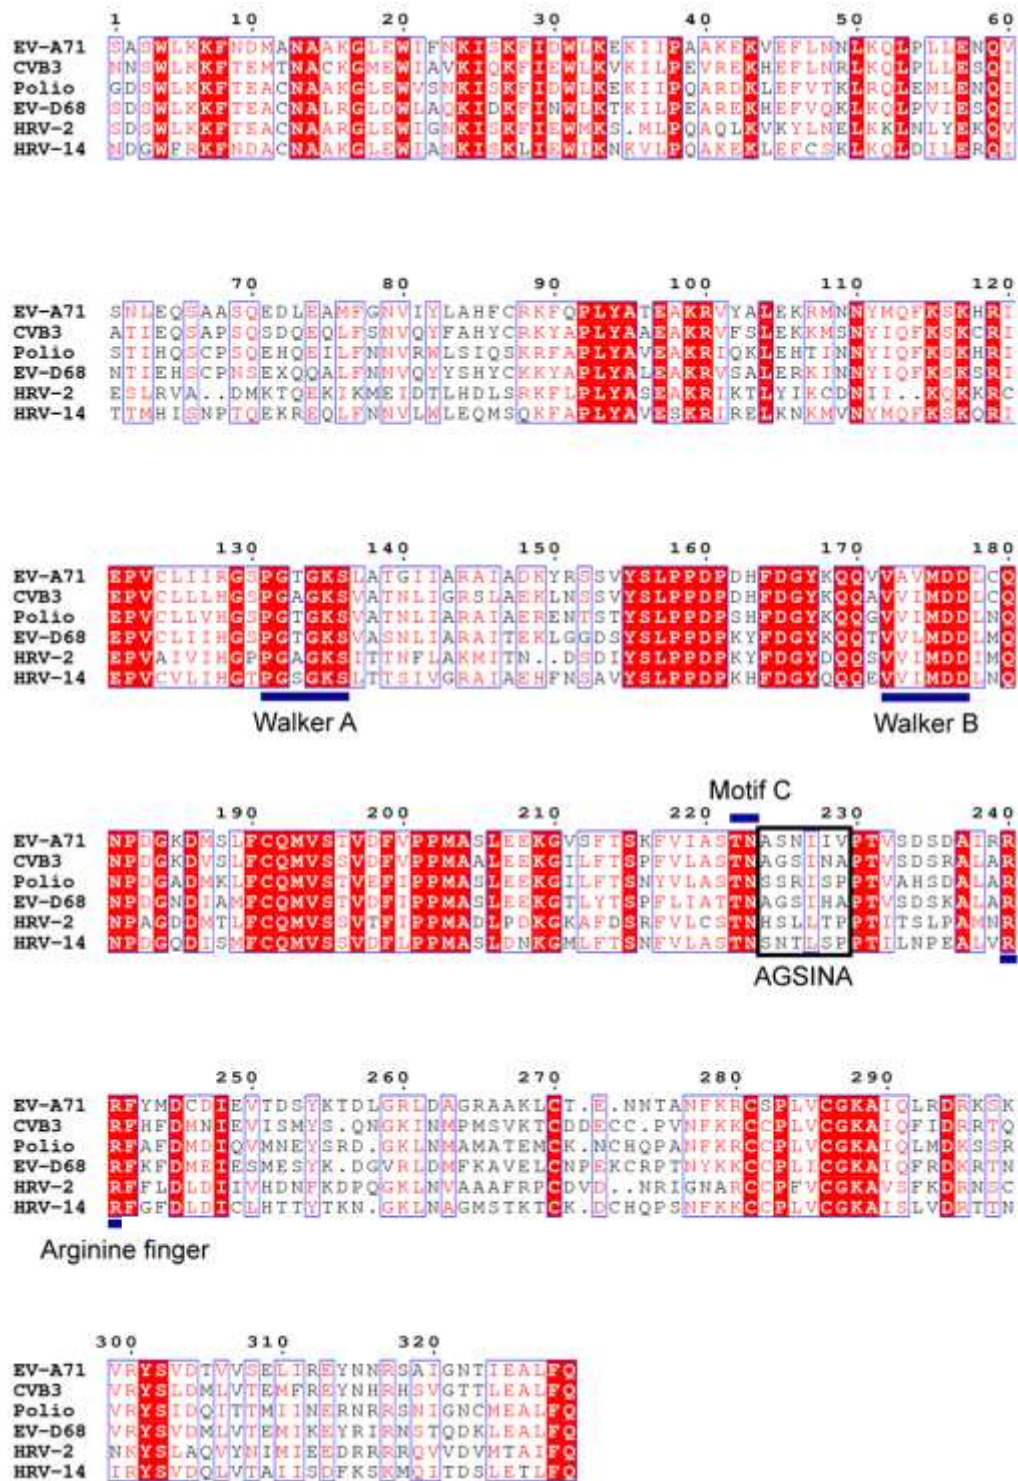 1 10 20 30 40 50 60
EV-A71 SASWLKKFNDMANAAKGLEWIFNKISKFIDWLKEKIIPAAKEKVEFLNNLKQLPLLENQV
CVB3 NNSWLKKFTEMTNACKGMEWIAVKIQKFIEWLKVKILPEVREKHEFLNRLKQLPLLESQI
Polio GDSWLKKFTEACNAAKGLEWVSNKISKFIDWLKEKIIPQARDKLEFVTKLRQLEMLENQI
EV-D68 SDSWLKKFTEACNALRGLDWLAQKIDKFINWLKTKILPEAREKHEFVQKLKQLPVIESQI
HRV-2 SDSWLKKFTEACNAARGLEWIGNKISKFIEWMKS.MLPQAQLKVKYLNELKKLNLYEKQV
HRV-14 NDGWFRKFNDACNAAKGLEWIANKISKLIEWIKNKVLPQAKEKLEFCSKLKQLDILERQI
70 80 90 100 110 120
EV-A71 SNLEQSAASQEDLEAMFGNVIYLAHFCRKFQPLYATEAKRVYALEKRMNNYMQFKSKHRI
CVB3 ATIEQSAPSQSDQEQLFSNVQYFAHYCRKYAPLYAAEAKRVFSLEKKMSNYIQFKSKCRI
Polio STIHQSCPSQEHQEILFNNVRWLSIQSKRFAPLYAVEAKRIQKLEHTINNYIQFKSKHRI
EV-D68 NTIEHSCPNSEXQQALFNNVQYYSHYCKKYAPLYAVEAKRVSALERKINNYIQFKSKSRI
HRV-2 ESLRVA..DMKTQEKIKMEIDTLHDLSRKFLPLYASEAKRIKTLYIKCDNII..KQKKRC
HRV-14 TTMHISNPTQEKREQLFNNVLWLEQMSQKFAPLYAVESKRIRELKNKMVNYMQFKSKQRI
130 140 150 160 170 180
EV-A71 EPVCLIIRGSPGTGKSLATGIIARAIADKYRSSVYSLPPDPDHFDGYKQQVVAVMDDLCQ
CVB3 EPVCLLLHGSPGAGKSVATNLIGRSLAEKLNSSVYSLPPDPDHFDGYKQQAVVIMDDLCQ
Polio EPVCLLVHGSPGTGKSVATNLIARAIAERENTSTYSLPPDPSHFDGYKQQGVVIMDDLNQ
EV-D68 EPVCLIIHGSPGTGKSVASNLIARAITEKLGGDSYSLPPDPKYFDGYKQQTVVLMDDLMQ
HRV-2 EPVAIVIHGPPGAGKSITTNFLAKMITN..DSDIYSLPPDPKYFDGYDQQSVVIMDDIMQ
HRV-14 EPVCVLIHGTPGSGKSLTTSIVGRAIAEHFNSAVYSLPPDPKHFDGYQQQEVVIMDDLNQ
Walker A Walker B
Motif C
190 200 210 220 230 240
EV-A71 NPDGKDMSLFCQMVSTVDFVPPMASLEEKGVSFTSKFVIASTNASNIIVPTVSDSDAIRR
CVB3 NPDGKDVSLFCQMVSSVDFVPPMAALEEKGILFTSPFVLASTNAGSINAPTVSDSRALAR
Polio NPDGADMKLFCQMVSTVEFIPPMASLEEKGILFTSNYVLASTNSSRISPPTVAHSDALAR
EV-D68 NPDGNDIAMFCQMVSTVDFIPPMASLEEKGTLYTSPFLIATTNAGSIHAPTVSDSKALAR
HRV-2 NPAGDDMTLFCQMVSSVTFIPPMADLPDKGKAFDSRFVLCSTNHSLLTPPTITSLPAMNR
HRV-14 NPDGQDISMFCQMVSSVDFLPPMASLDNKGMLFTSNFVLASTNSNTLSPPTILNPEALVR
AGSINA
250 260 270 280 290
EV-A71 RFYMDCDIEVTDSYKTDLGRLDAGRAAKLCT.E.NNTANFKRCSPLVCGKAIQLRDRKSK
CVB3 RFHFDMNIEVISMYS.QNGKINMPMSVKTCDDECC.PVNFKKCCPLVCGKAIQFIDRRTQ
Polio RFAFDMDIQVMNEYSRD.GKLNMAMATEMCK.NCHQPANFKRCCPLVCGKAIQLMDKSSR
EV-D68 RFKFDMEIESMESYK.DGVRLDMFKAVELCNPEKCRPTNYKKCCPLICGKAIQFRDKRTN
HRV-2 RFFLDLDIIVHDNFKDPQGKLNVAAAFRPCDVD..NRIGNARCCPFVCGKAVSFKDRNSC
HRV-14 RFGFDLDICLHTTYTKN.GKLNAGMSTKTCK.DCHQPSNFKKCCPLVCGKAISLVDRTTN
Arginine finger
300 310 320
EV-A71 VRYSVDTVVSELIREYNNRSAIGNTIEALFQ
CVB3 VRYSLDMLVTEMFREYNHRHSVGTTLEALFQ
Polio VRYSIDQITTMIINERNRRSNIGNCMEALFQ
EV-D68 VRYSVDMLVTEMIKEYRIRNSTQDKLEALFQ
HRV-2 NKYSLAQVYNIMIEEDRRRRQVVDVMTAIFQ
HRV-14 IRYSVDQLVTAIISDFKSKMQITDSLETLFQ